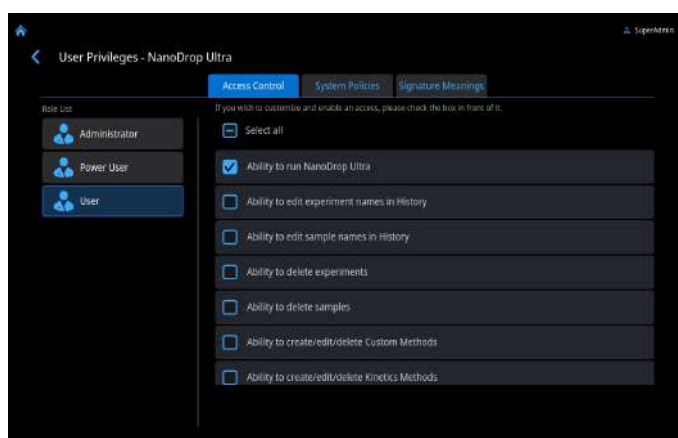 SuperAdmin
User Privileges - NanoDrop Ultra
Access Control
System Policies
Signature Meanings
Role List
If you wish to customize and enable an access, please check the box in front of it.
Administrator
Power User
User
Select all
Ability to run NanoDrop Ultra
Ability to edit experiment names in History
Ability to edit sample names in History
Ability to delete experiments
Ability to delete samples
Ability to create/edit/delete Custom Methods
Ability to create/edit/delete Kinetics Methods